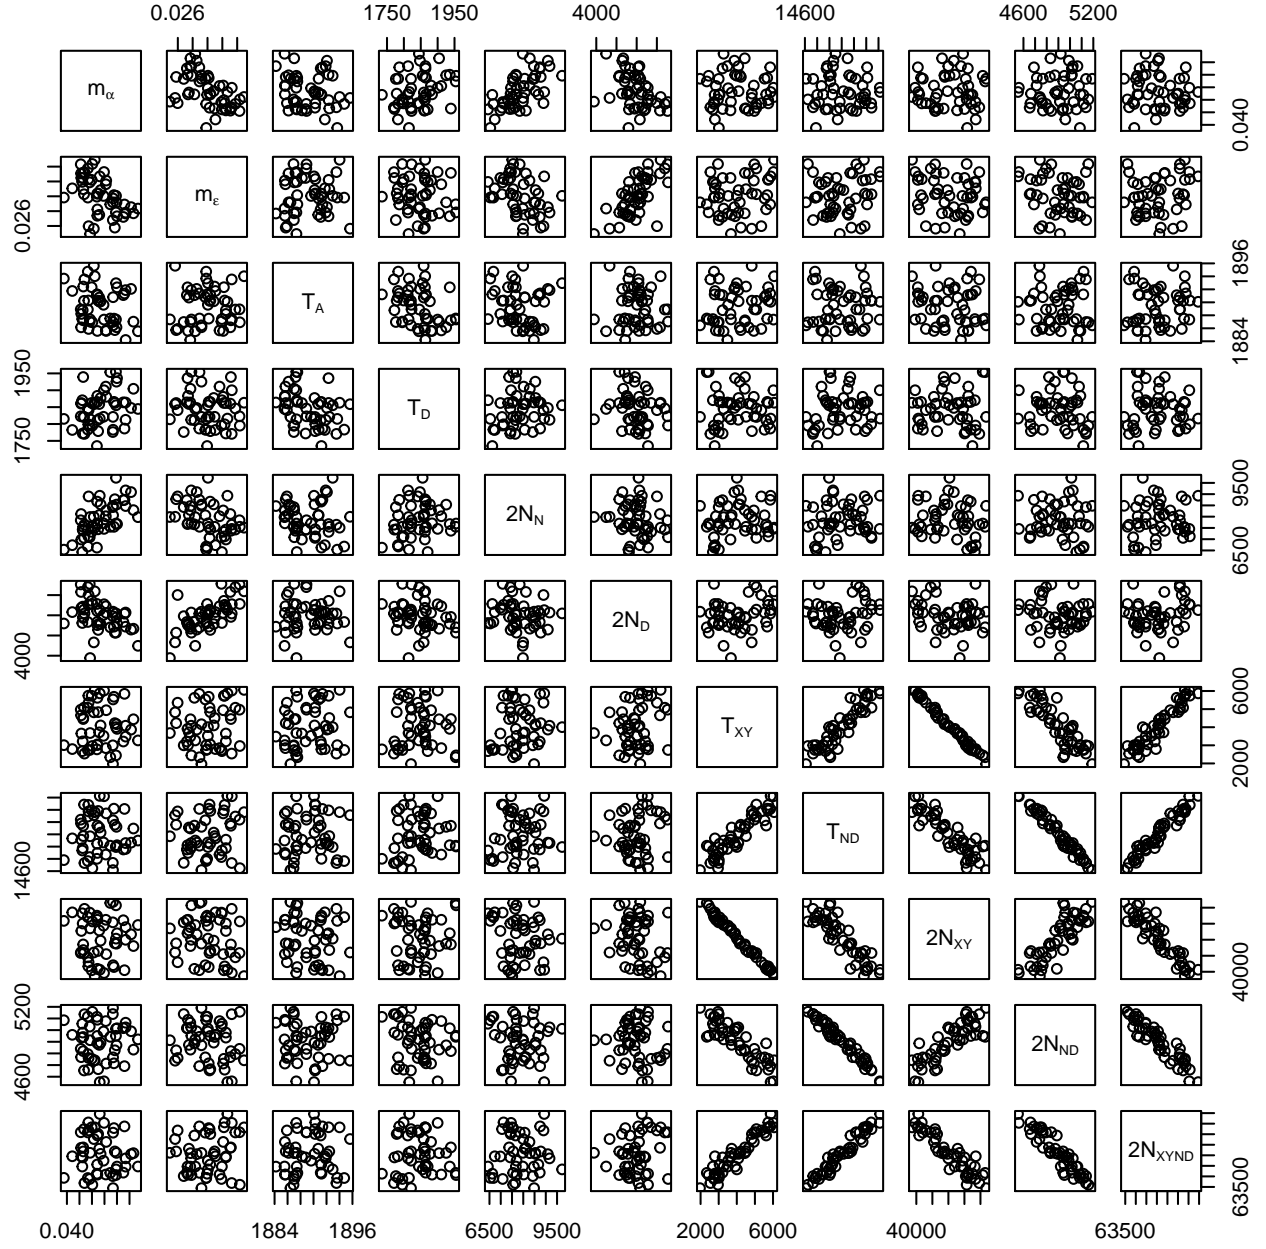 0.026 1750 1950 4000 14600 4600 5200
mα 0.040
0.026 mε
TA 1884 1896
1750 1950 TD
2NN 6500 9500
4000 2ND
TXY 2000 6000
14600 TND
2NXY 40000
4600 5200 2NND
2NXYND 63500
0.040 1884 1896 6500 9500 2000 6000 40000 63500